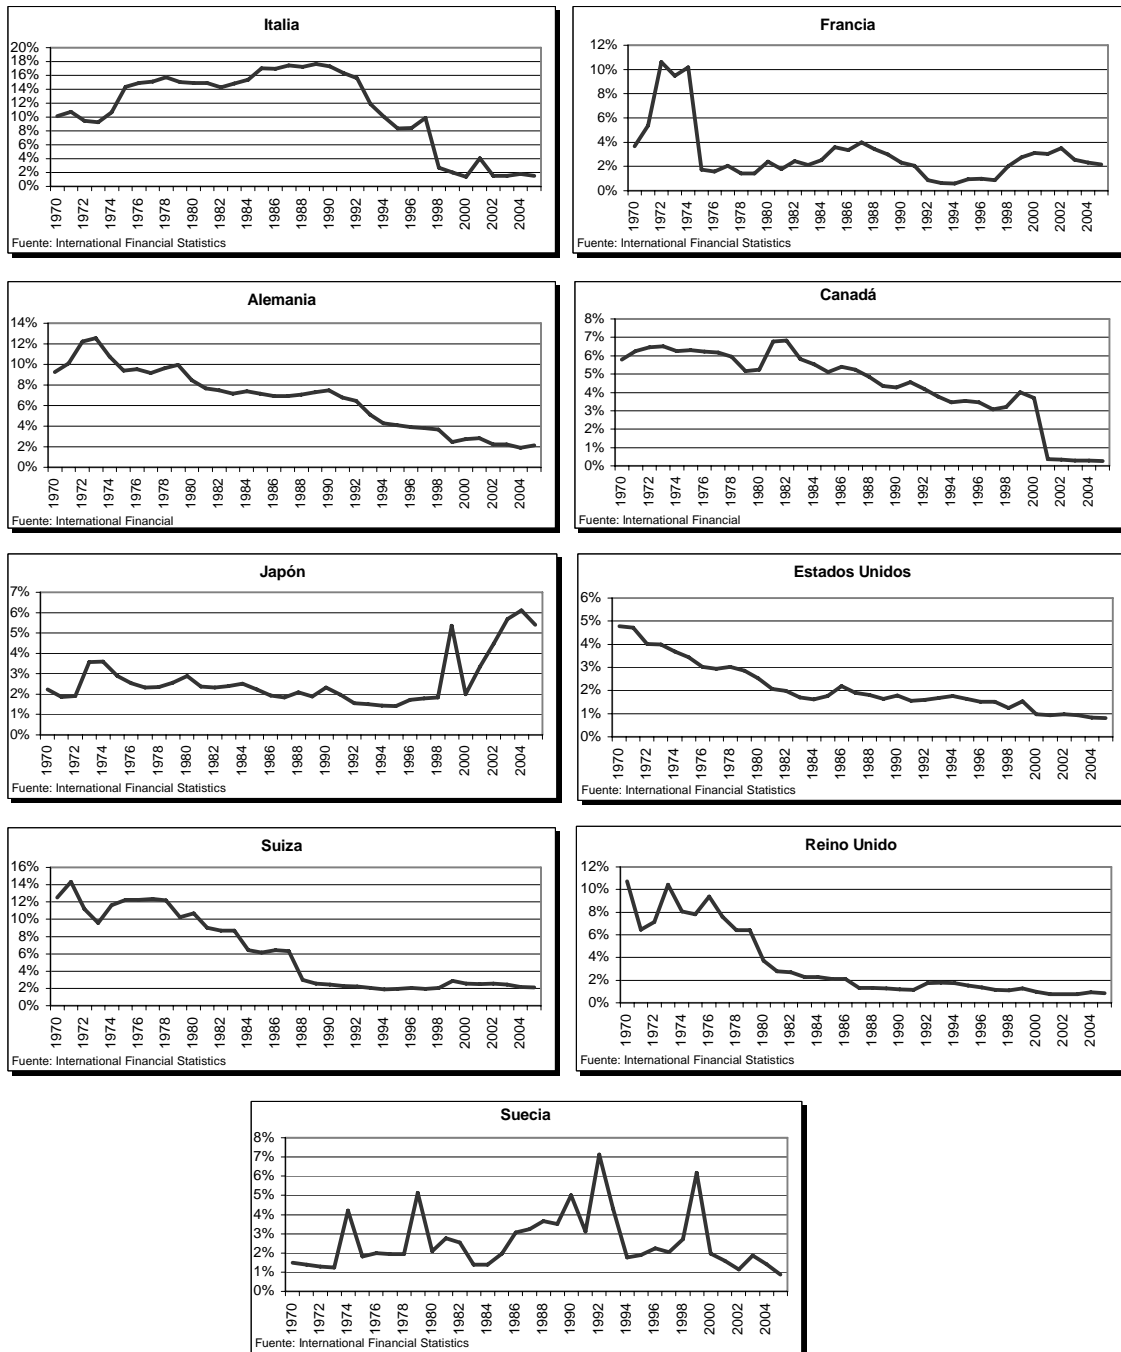 Italia
20%
18%
16%
14%
12%
10%
8%
6%
4%
2%
0%
1970 1972 1974 1976 1978 1980 1982 1984 1986 1988 1990 1992 1994 1996 1998 2000 2002 2004
Fuente: International Financial Statistics
Francia
12%
10%
8%
6%
4%
2%
0%
1970 1972 1974 1976 1978 1980 1982 1984 1986 1988 1990 1992 1994 1996 1998 2000 2002 2004
Fuente: International Financial Statistics
Alemania
14%
12%
10%
8%
6%
4%
2%
0%
1970 1972 1974 1976 1978 1980 1982 1984 1986 1988 1990 1992 1994 1996 1998 2000 2002 2004
Fuente: International Financial
Canadá
8%
7%
6%
5%
4%
3%
2%
1%
0%
1970 1972 1974 1976 1978 1980 1982 1984 1986 1988 1990 1992 1994 1996 1998 2000 2002 2004
Fuente: International Financial
Japón
7%
6%
5%
4%
3%
2%
1%
0%
1970 1972 1974 1976 1978 1980 1982 1984 1986 1988 1990 1992 1994 1996 1998 2000 2002 2004
Fuente: International Financial Statistics
Estados Unidos
6%
5%
4%
3%
2%
1%
0%
1970 1972 1974 1976 1978 1980 1982 1984 1986 1988 1990 1992 1994 1996 1998 2000 2002 2004
Fuente: International Financial Statistics
Suiza
16%
14%
12%
10%
8%
6%
4%
2%
0%
1970 1972 1974 1976 1978 1980 1982 1984 1986 1988 1990 1992 1994 1996 1998 2000 2002 2004
Fuente: International Financial Statistics
Reino Unido
12%
10%
8%
6%
4%
2%
0%
1970 1972 1974 1976 1978 1980 1982 1984 1986 1988 1990 1992 1994 1996 1998 2000 2002 2004
Fuente: International Financial Statistics
Suecia
8%
7%
6%
5%
4%
3%
2%
1%
0%
1970 1972 1974 1976 1978 1980 1982 1984 1986 1988 1990 1992 1994 1996 1998 2000 2002 2004
Fuente: International Financial Statistics